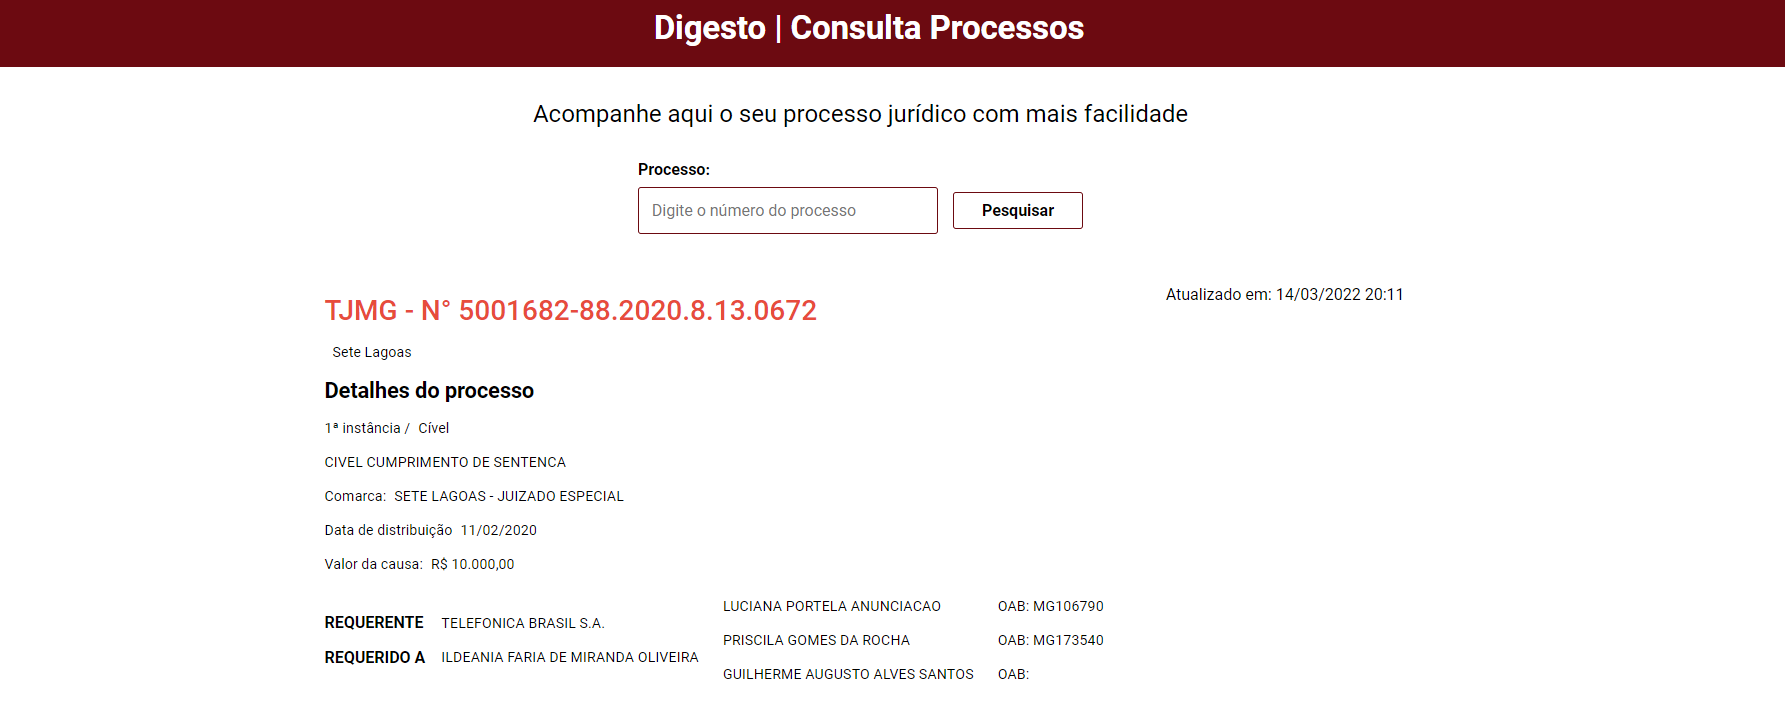 Digesto | Consulta Processos
Acompanhe aqui o seu processo jurídico com mais facilidade
Processo:
Digite o número do processo
Pesquisar
Atualizado em: 14/03/2022 20:11
TJMG - N° 5001682-88.2020.8.13.0672
Sete Lagoas
Detalhes do processo
1ª instância / Cível
CIVEL CUMPRIMENTO DE SENTENCA
Comarca: SETE LAGOAS - JUIZADO ESPECIAL
Data de distribuição 11/02/2020
Valor da causa: R$ 10.000,00
REQUERENTE TELEFONICA BRASIL S.A.
REQUERIDO A ILDEANIA FARIA DE MIRANDA OLIVEIRA
LUCIANA PORTELA ANUNCIACAO OAB: MG106790
PRISCILA GOMES DA ROCHA OAB: MG173540
GUILHERME AUGUSTO ALVES SANTOS OAB: